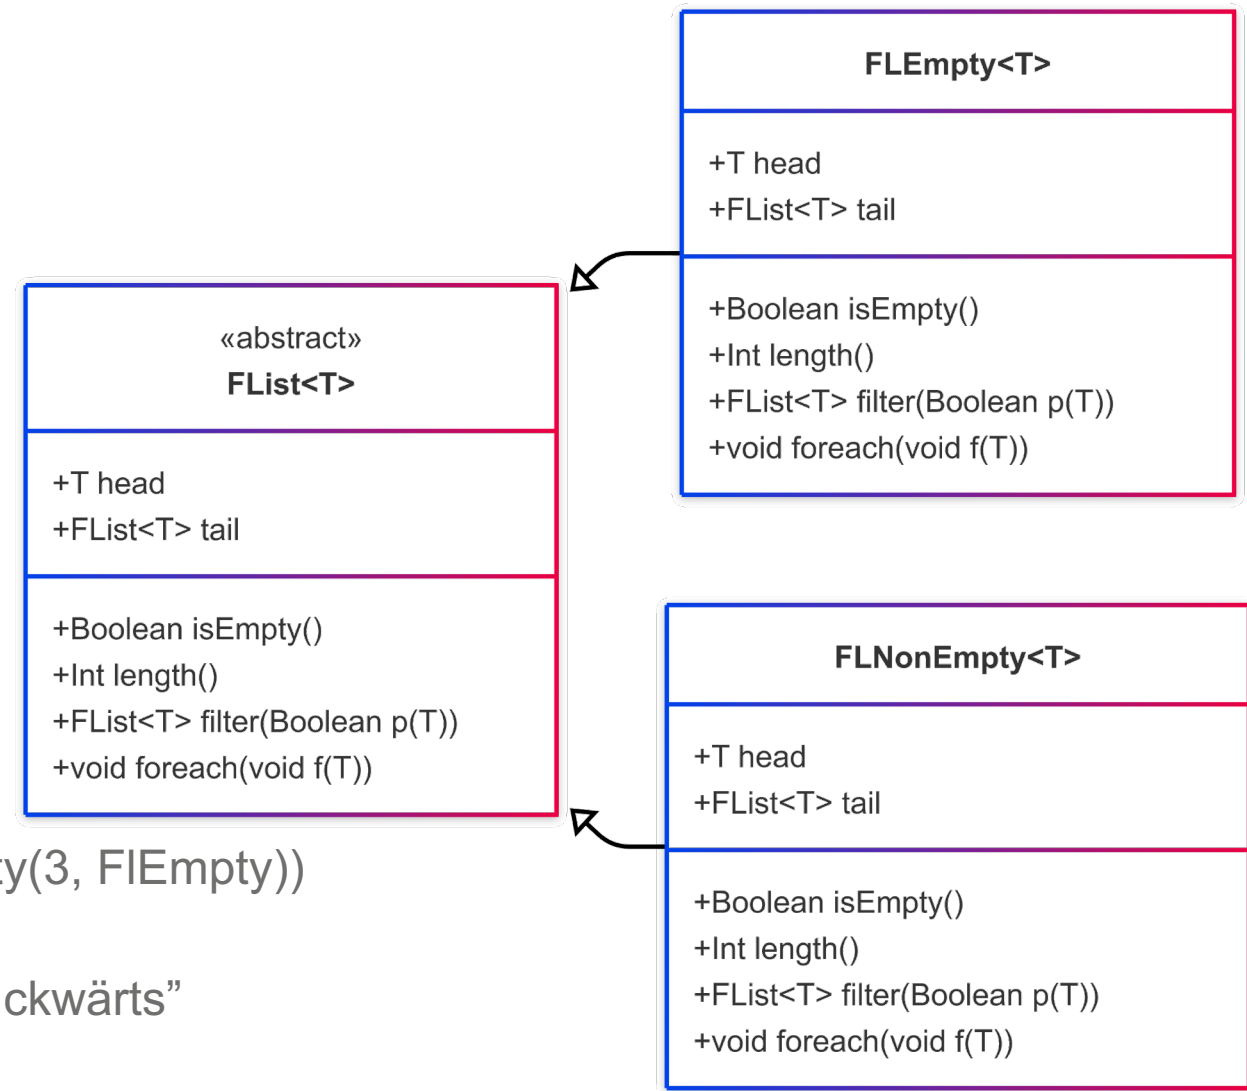 FLEmpty<T>
+T head
+FList<T> tail
+Boolean isEmpty()
+Int length()
+FList<T> filter(Boolean p(T))
+void foreach(void f(T))
«abstract»
FList<T>
+T head
+FList<T> tail
+Boolean isEmpty()
+Int length()
+FList<T> filter(Boolean p(T))
+void foreach(void f(T))
FLNonEmpty<T>
+T head
+FList<T> tail
+Boolean isEmpty()
+Int length()
+FList<T> filter(Boolean p(T))
+void foreach(void f(T))
ty(3, FlEmpty))
ckwärts”